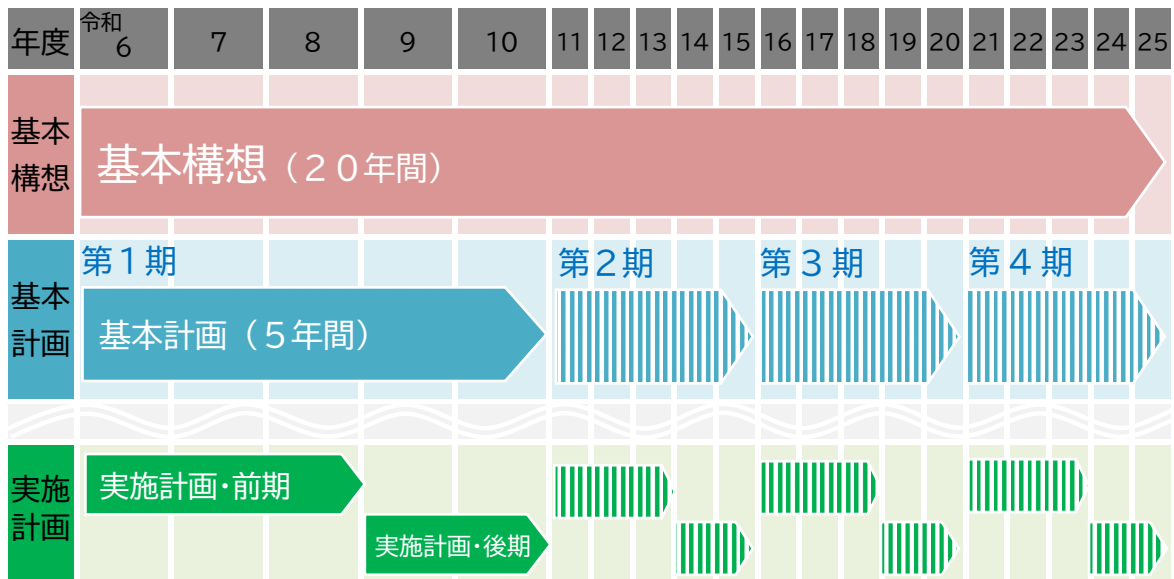 年度 令和6 7 8 9 10 11 12 13 14 15 16 17 18 19 20 21 22 23 24 25
基本構想
基本構想（２０年間）
基本計画
第１期 第２期 第３期 第４期
基本計画（５年間）
実施計画
実施計画・前期
実施計画・後期